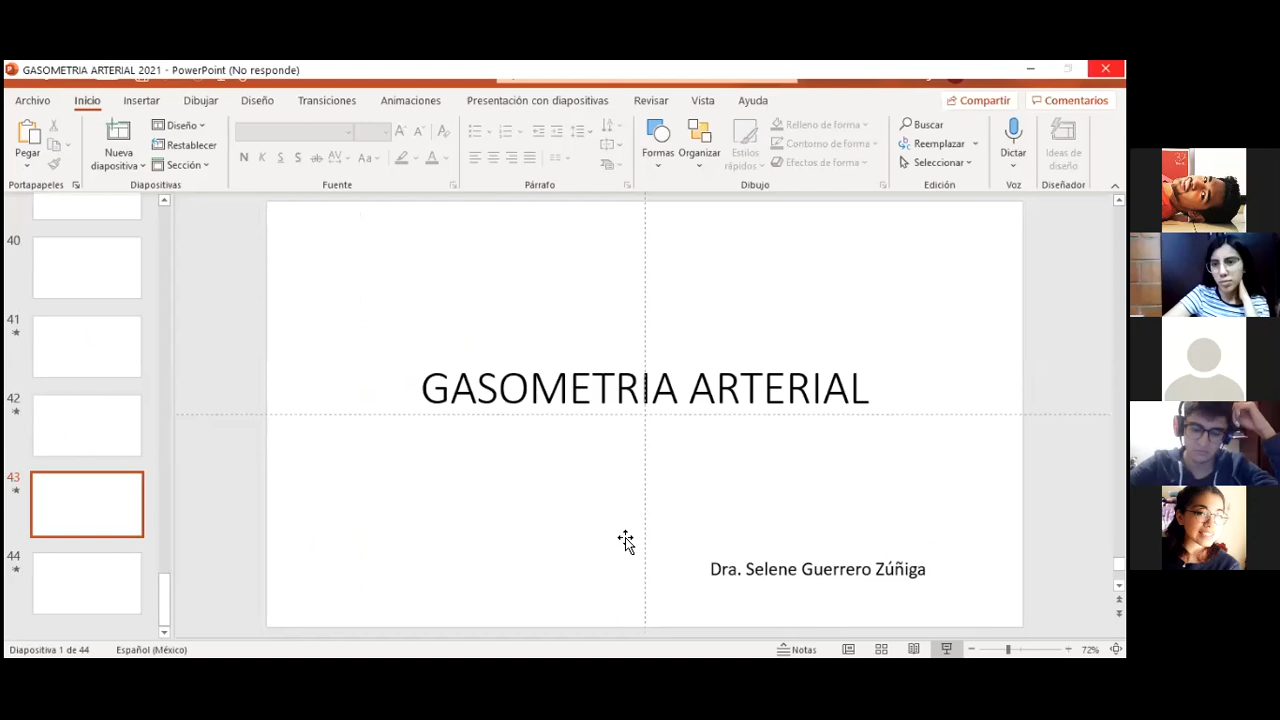 GASOMETRIA ARTERIAL 2021 - PowerPoint (No responde)
Archivo Inicio Insertar Dibujar Diseño Transiciones Animaciones Presentación con diapositivas Revisar Vista Ayuda Compartir Comentarios
Pegar
Nueva diapositiva
Diseño
Restablecer
Sección
N K S S ab AV Aa A A A
Formas
Organizar
Estilos rápidos
Relleno de forma
Contorno de forma
Efectos de forma
Buscar
Reemplazar
Seleccionar
Dictar
Ideas de diseño
Portapapeles Diapositivas Fuente Párrafo Dibujo Edición Voz Diseñador
40
41
42
43
44
GASOMETRIA ARTERIAL
Dra. Selene Guerrero Zúñiga
Diapositiva 1 de 44 Español (México) Notas 72%